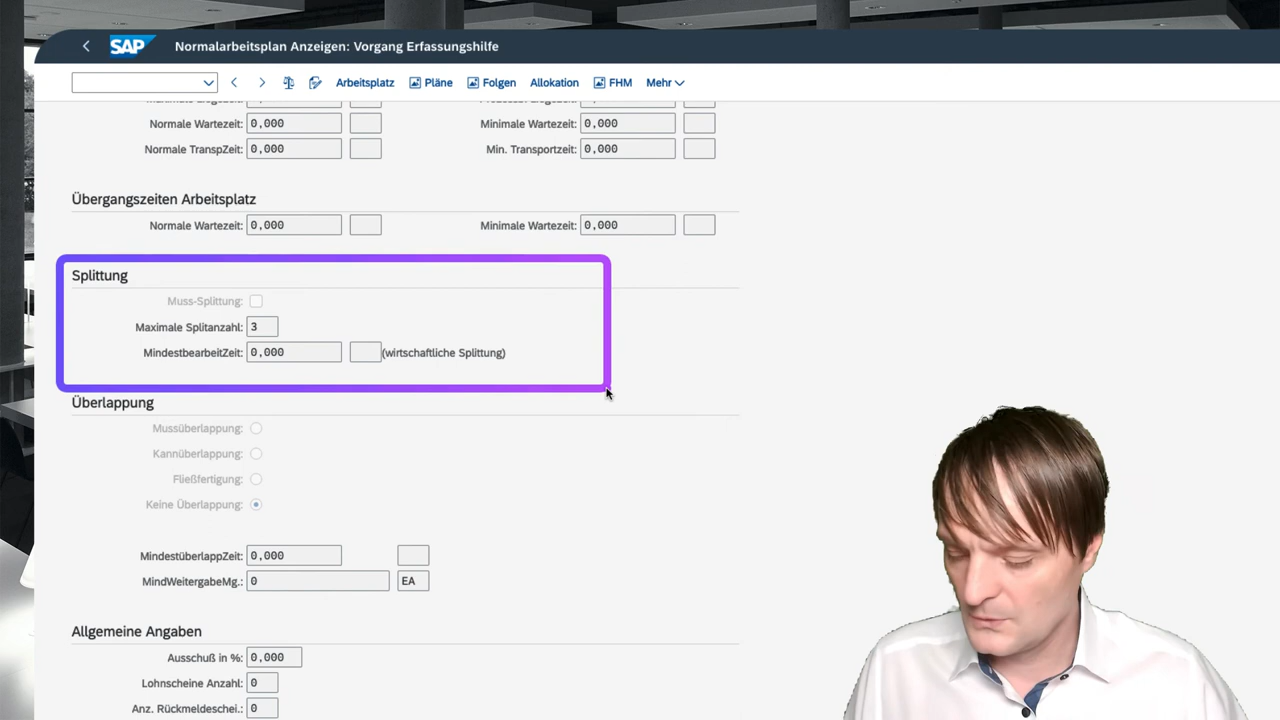 SAP Normalarbeitsplan Anzeigen: Vorgang Erfassungshilfe
Arbeitsplatz Pläne Folgen Allokation FHM Mehr
Normale Wartezeit: 0,000 Minimale Wartezeit: 0,000
Normale TranspZeit: 0,000 Min. Transportzeit: 0,000
Übergangszeiten Arbeitsplatz
Normale Wartezeit: 0,000 Minimale Wartezeit: 0,000
Splittung
Muss-Splittung:
Maximale Splitanzahl: 3
MindestbearbeitZeit: 0,000 (wirtschaftliche Splittung)
Überlappung
Mussüberlappung:
Kannüberlappung:
Fließfertigung:
Keine Überlappung:
MindestüberlappZeit: 0,000
MindWeitergabeMg.: 0 EA
Allgemeine Angaben
Ausschuß in %: 0,000
Lohnscheine Anzahl: 0
Anz. Rückmeldeschei.: 0